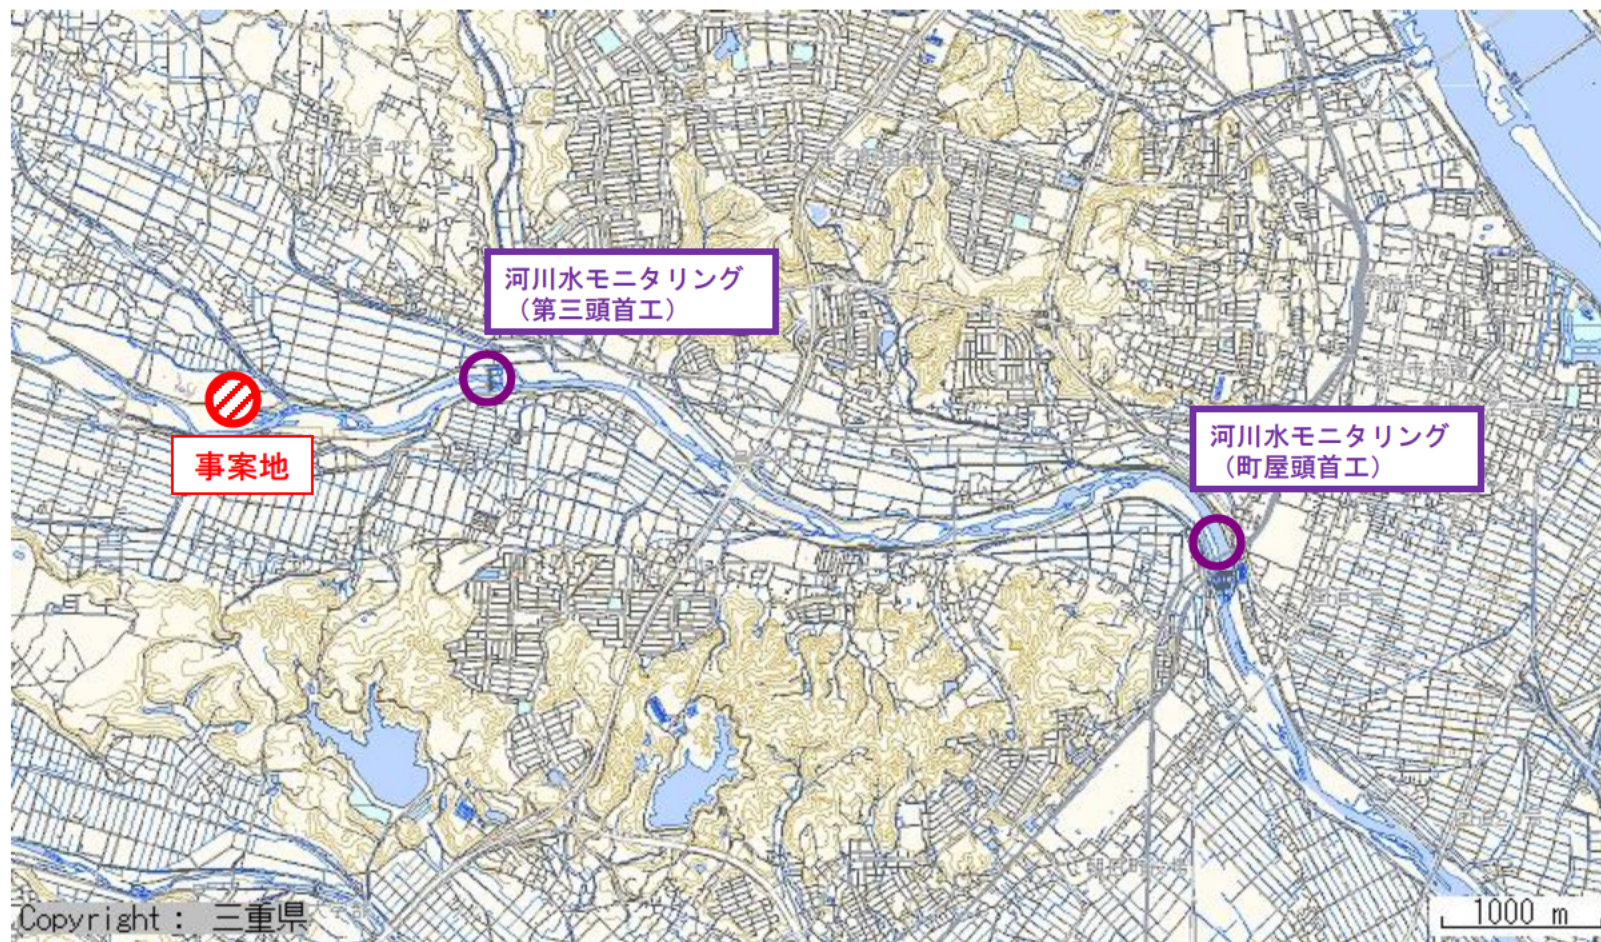 河川水モニタリング
（第三頭首工）
事案地
河川水モニタリング
（町屋頭首工）
Copyright： 三重県
1000 m